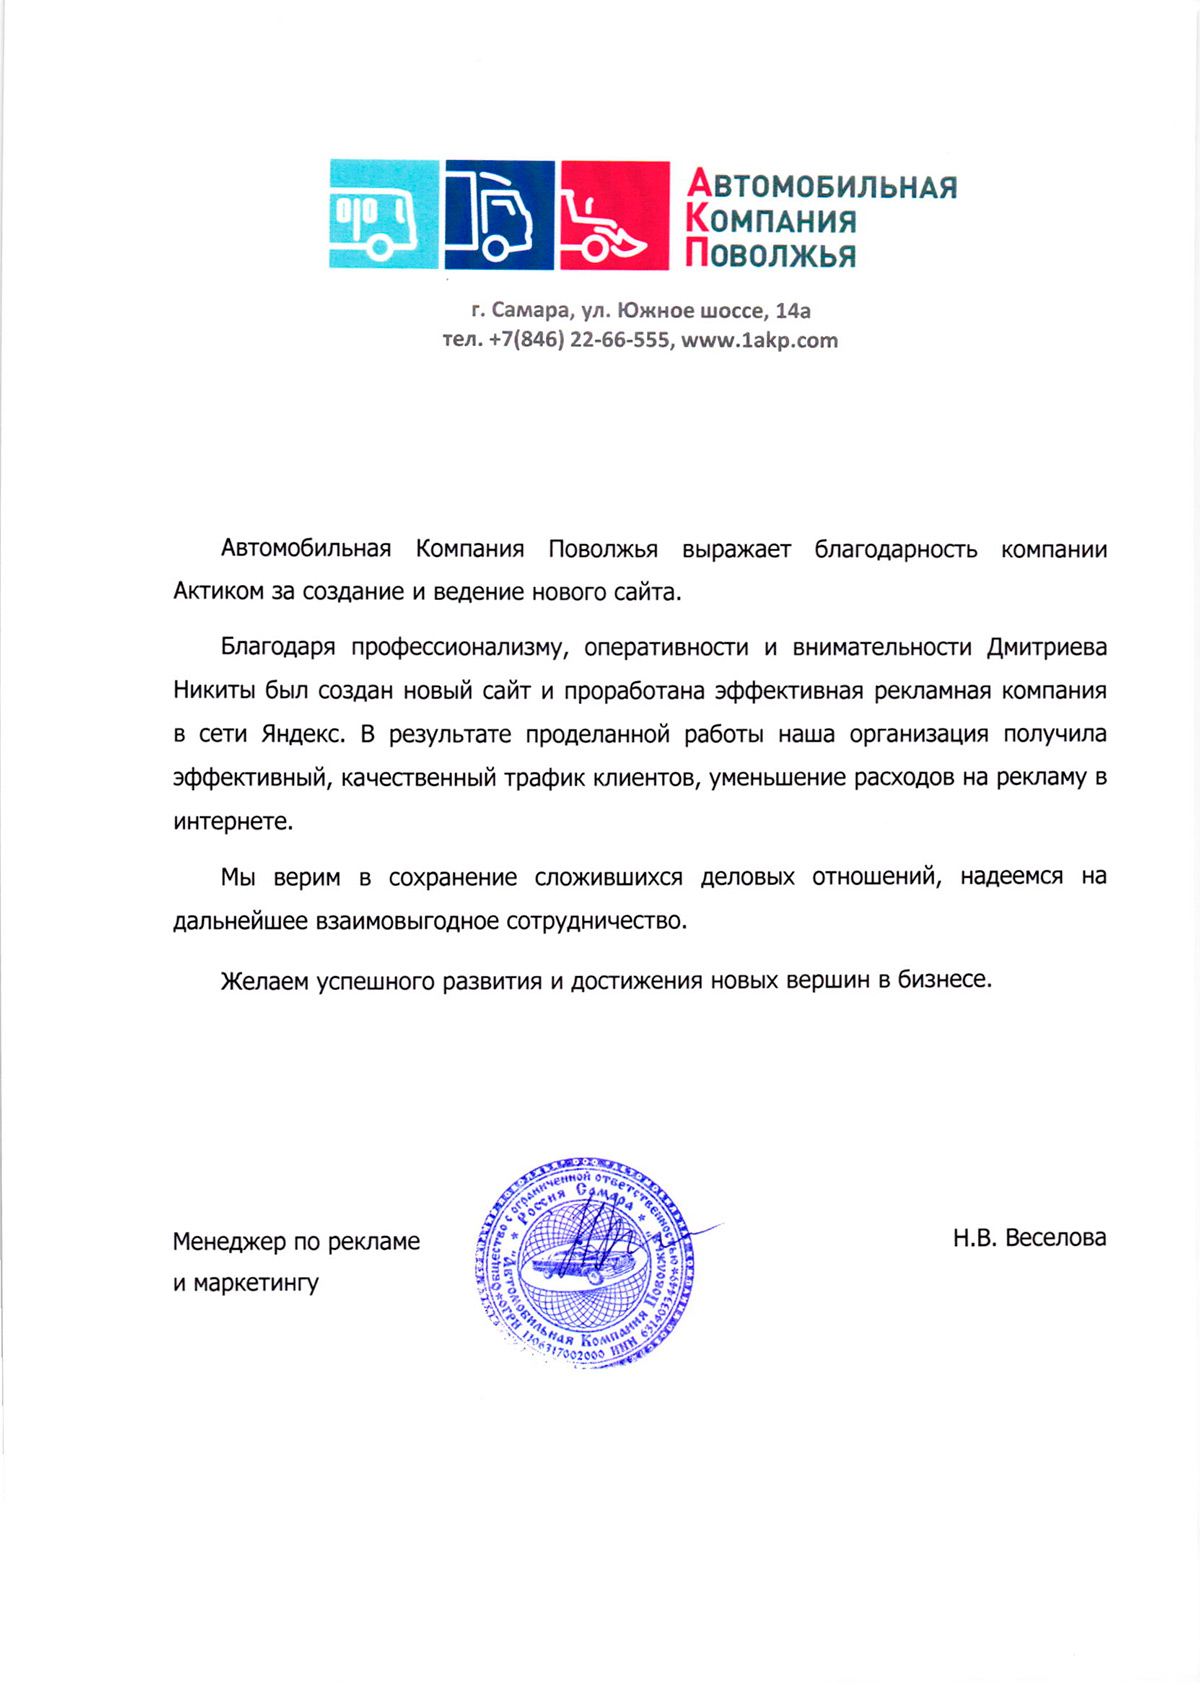 Автомобильная
Компания
Поволжья
г. Самара, ул. Южное шоссе, 14а
тел. +7(846) 22-66-555, www.1akp.com
Автомобильная Компания Поволжья выражает благодарность компании
Актиком за создание и ведение нового сайта.
Благодаря профессионализму, оперативности и внимательности Дмитриева
Никиты был создан новый сайт и проработана эффективная рекламная компания
в сети Яндекс. В результате проделанной работы наша организация получила
эффективный, качественный трафик клиентов, уменьшение расходов на рекламу в
интернете.
Мы верим в сохранение сложившихся деловых отношений, надеемся на
дальнейшее взаимовыгодное сотрудничество.
Желаем успешного развития и достижения новых вершин в бизнесе.
Менеджер по рекламе
и маркетингу
Общество с ограниченной ответственностью
ОГРН 1106317002000 ИНН
* Россия Самара *
"Автомобильная Компания Поволжья"
Н.В. Веселова